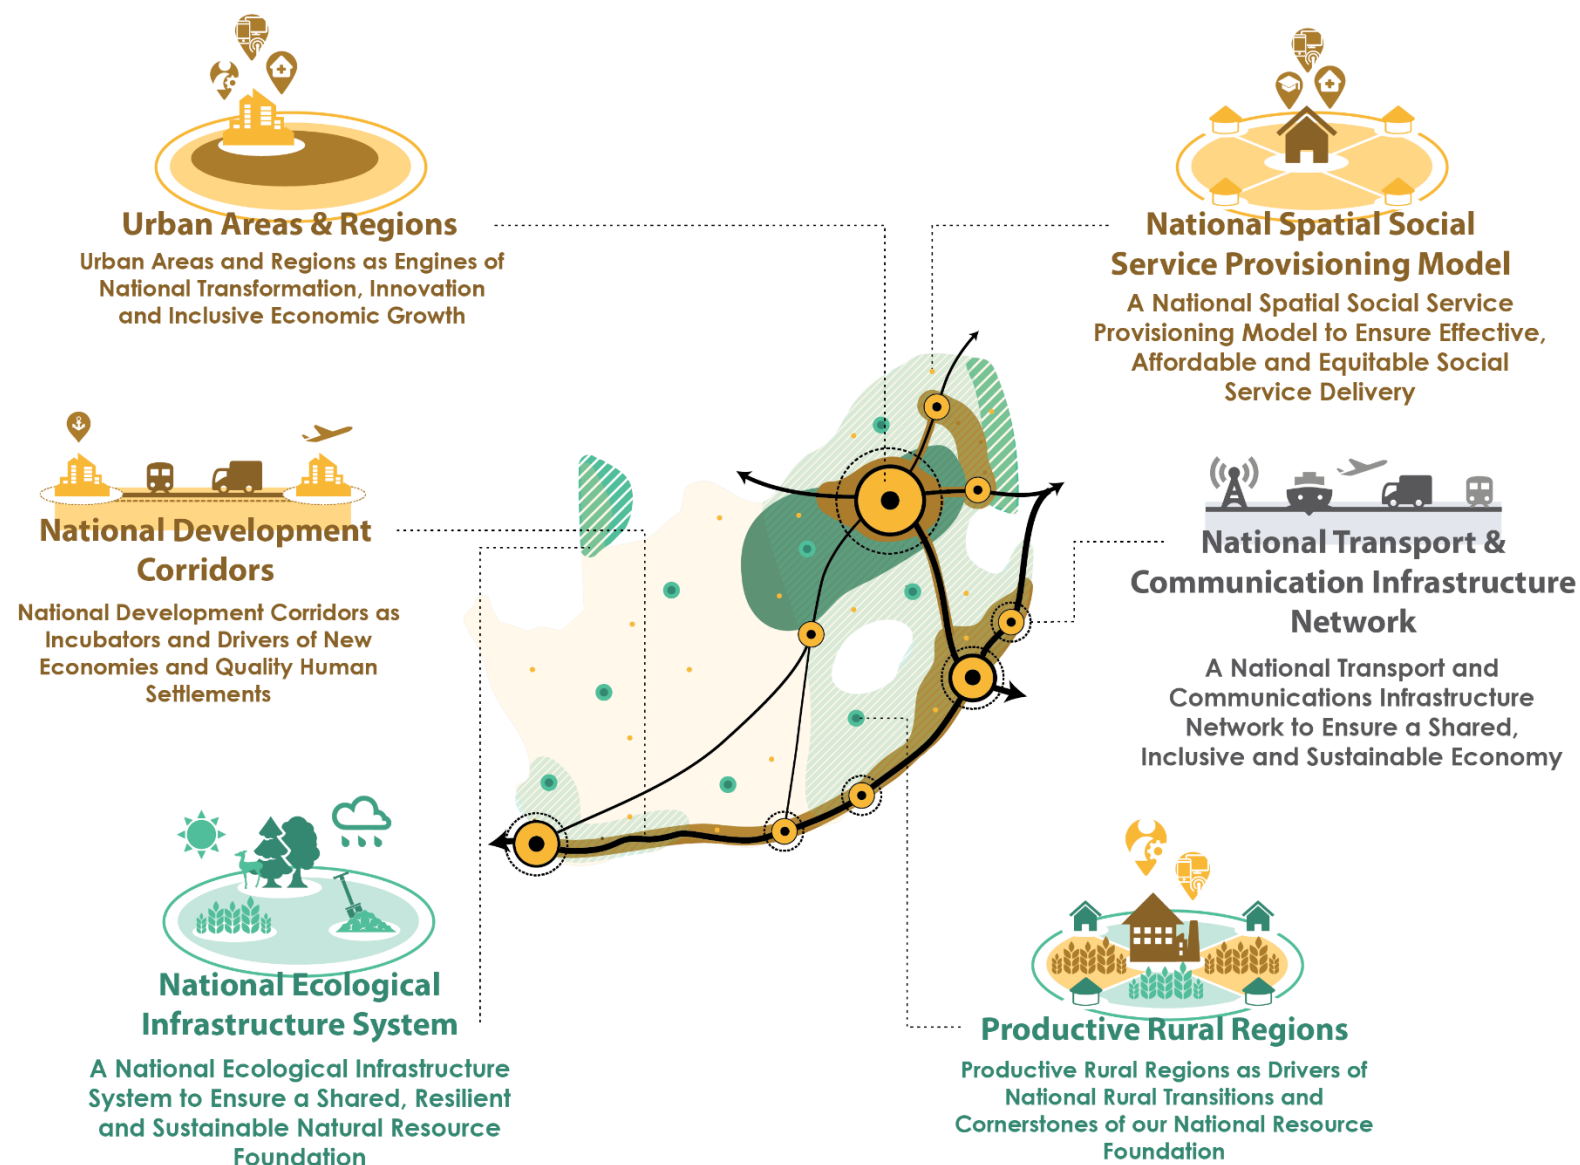 Urban Areas & Regions
Urban Areas and Regions as Engines of
National Transformation, Innovation
and Inclusive Economic Growth
National Spatial Social
Service Provisioning Model
A National Spatial Social Service
Provisioning Model to Ensure Effective,
Affordable and Equitable Social
Service Delivery
National Development
Corridors
National Development Corridors as
Incubators and Drivers of New
Economies and Quality Human
Settlements
National Transport &
Communication Infrastructure
Network
A National Transport and
Communications Infrastructure
Network to Ensure a Shared,
Inclusive and Sustainable Economy
National Ecological
Infrastructure System
A National Ecological Infrastructure
System to Ensure a Shared, Resilient
and Sustainable Natural Resource
Foundation
Productive Rural Regions
Productive Rural Regions as Drivers of
National Rural Transitions and
Cornerstones of our National Resource
Foundation